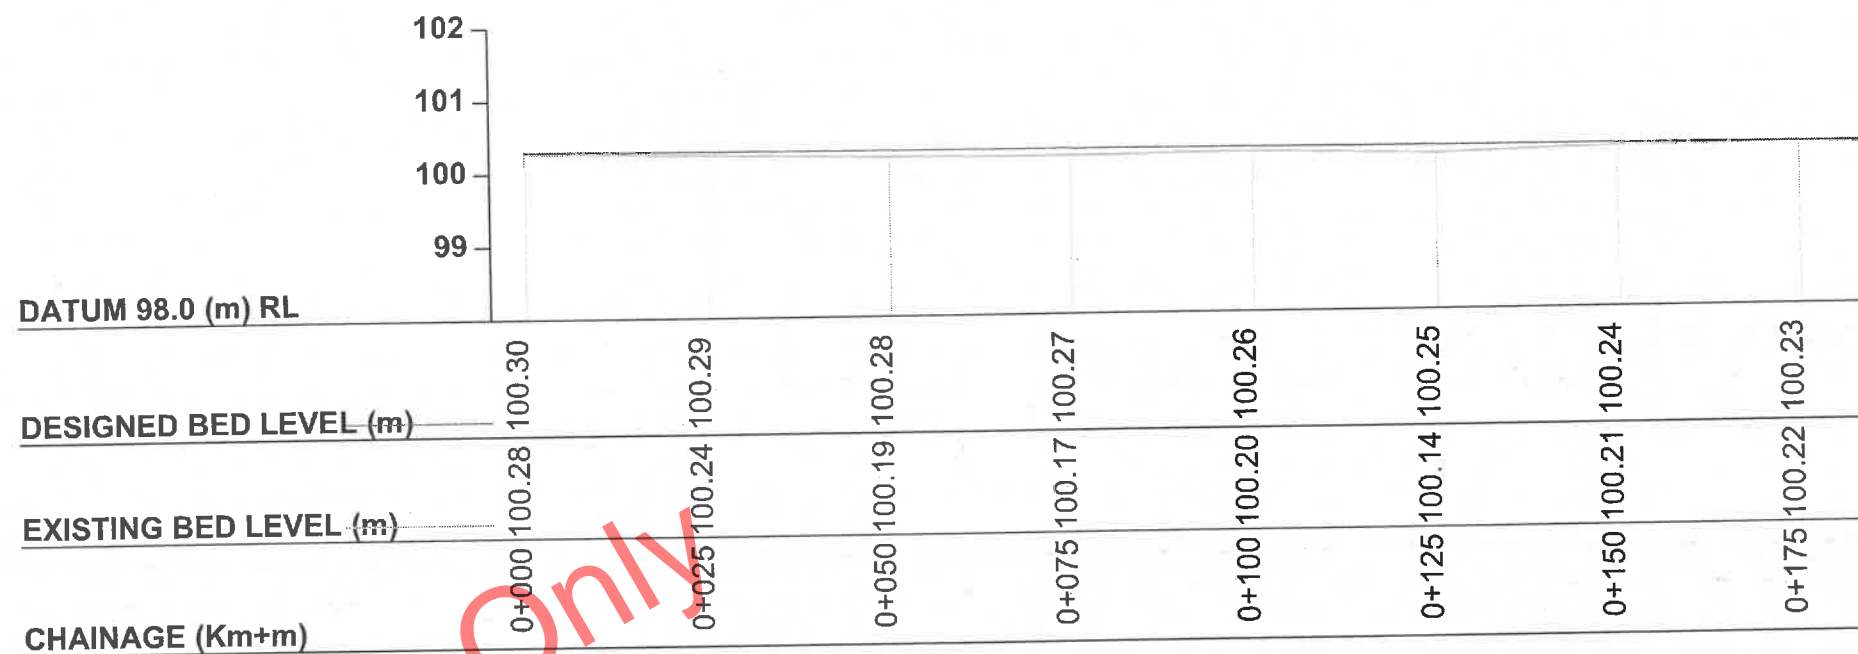 102
101
100
99
DATUM 98.0 (m) RL
DESIGNED BED LEVEL (m) 100.30 100.29 100.28 100.27 100.26 100.25 100.24 100.23
EXISTING BED LEVEL (m) 100.28 100.24 100.19 100.17 100.20 100.14 100.21 100.22
CHAINAGE (Km+m) 0+000 0+025 0+050 0+075 0+100 0+125 0+150 0+175
Only